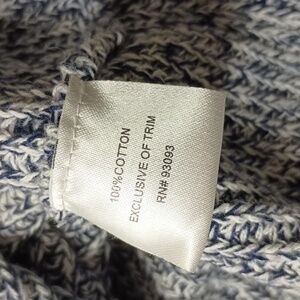 100%COTTON
EXCLUSIVE OF TRIM
RN# 93093